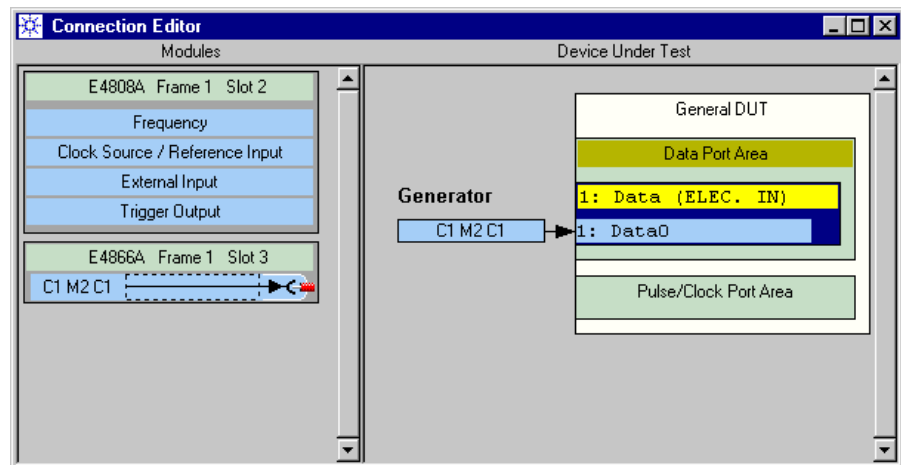 Connection Editor
Modules
Device Under Test
E4808A Frame 1 Slot 2
Frequency
Clock Source / Reference Input
External Input
Trigger Output
E4866A Frame 1 Slot 3
C1 M2 C1
General DUT
Data Port Area
Generator
1: Data (ELEC. IN)
C1 M2 C1
1: Data0
Pulse/Clock Port Area